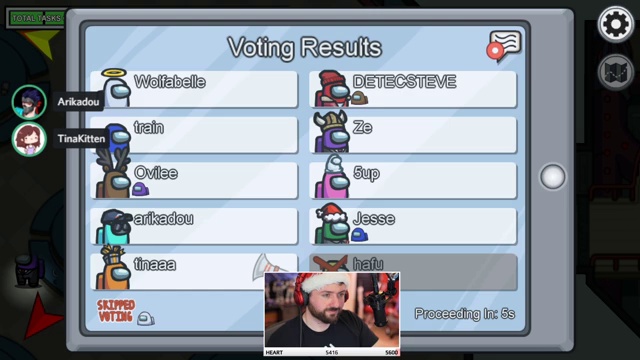 TOTAL TASKS
Voting Results
Wolfabelle
DETECSTEVE
Arikadou
train
Ze
TinaKitten
Ovilee
5up
arikadou
Jesse
tinaaa
hafu
SKIPPED
VOTING
Proceeding In: 5s
HEART 5416 5600